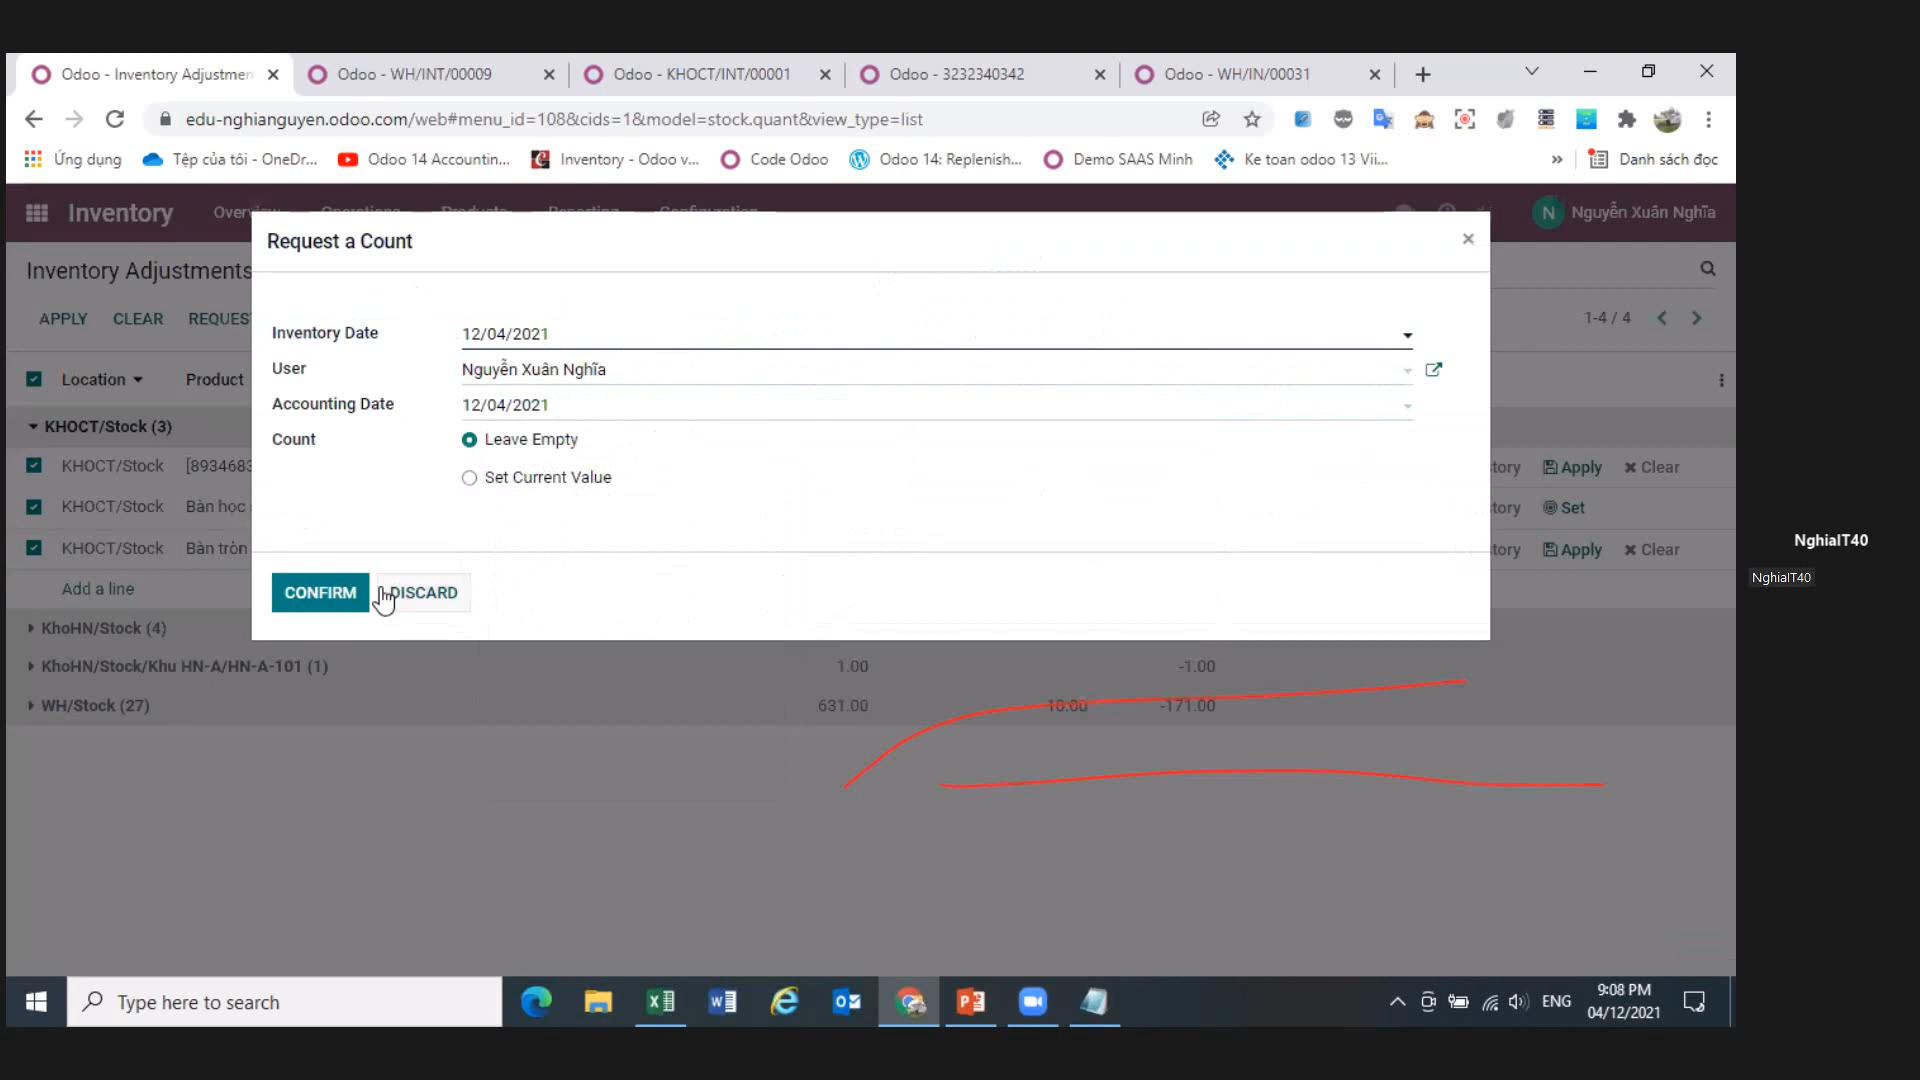 Odoo - Inventory Adjustmen
Odoo - WH/INT/00009
Odoo - KHOCT/INT/00001
Odoo - 3232340342
Odoo - WH/IN/00031
edu-nghianguyen.odoo.com/web#menu_id=108&cids=1&model=stock.quant&view_type=list
Ứng dụng
Tệp của tôi - OneDr...
Odoo 14 Accountin...
Inventory - Odoo v...
Code Odoo
Odoo 14: Replenish...
Demo SAAS Minh
Ke toan odoo 13 Vii...
»
Danh sách đọc
Inventory
Overview
Operations
Products
Reporting
Configuration
N
Nguyễn Xuân Nghĩa
Request a Count
Inventory Adjustments
APPLY
CLEAR
REQUES
1-4 / 4
Inventory Date
12/04/2021
User
Nguyễn Xuân Nghĩa
Accounting Date
12/04/2021
Count
Leave Empty
Set Current Value
CONFIRM
DISCARD
Location
Product
KHOCT/Stock (3)
KHOCT/Stock
[8934683
tory
Apply
Clear
KHOCT/Stock
Bàn học
tory
Set
KHOCT/Stock
Bàn tròn
tory
Apply
Clear
Add a line
KhoHN/Stock (4)
KhoHN/Stock/Khu HN-A/HN-A-101 (1)
1.00
-1.00
WH/Stock (27)
631.00
10.00
-171.00
NghiaIT40
NghiaIT40
Type here to search
ENG
9:08 PM
04/12/2021